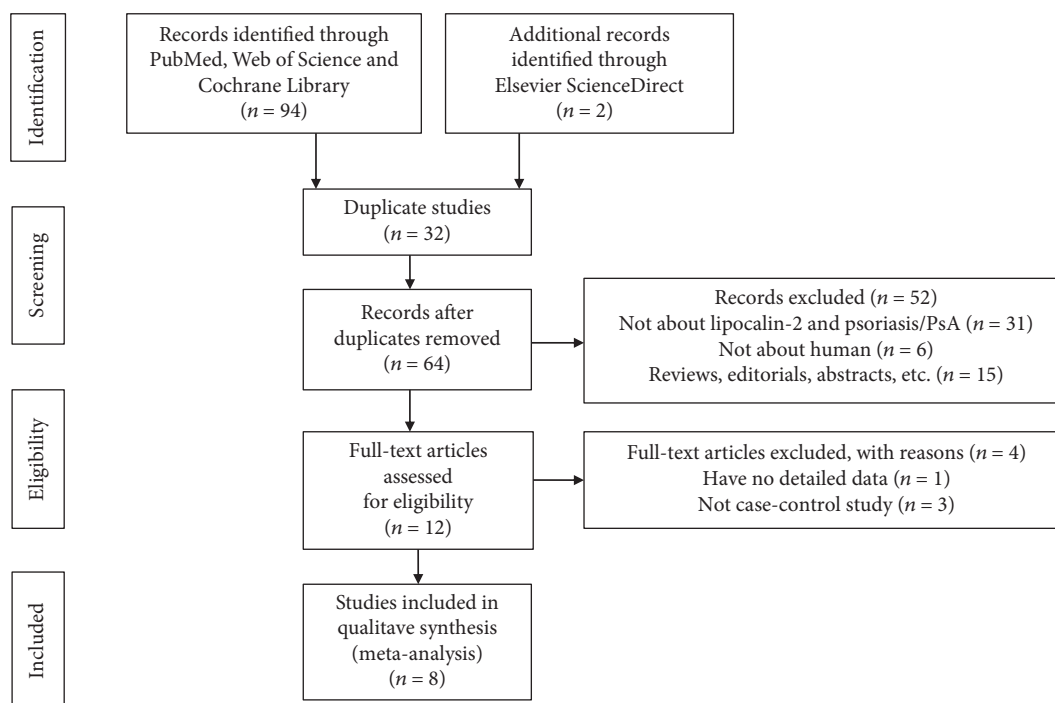 Identification
Records identified through
PubMed, Web of Science and
Cochrane Library
(n = 94)
Additional records
identified through
Elsevier ScienceDirect
(n = 2)
Screening
Duplicate studies
(n = 32)
Records after
duplicates removed
(n = 64)
Records excluded (n = 52)
Not about lipocalin-2 and psoriasis/PsA (n = 31)
Not about human (n = 6)
Reviews, editorials, abstracts, etc. (n = 15)
Eligibility
Full-text articles
assessed
for eligibility
(n = 12)
Full-text articles excluded, with reasons (n = 4)
Have no detailed data (n = 1)
Not case-control study (n = 3)
Included
Studies included in
qualitave synthesis
(meta-analysis)
(n = 8)